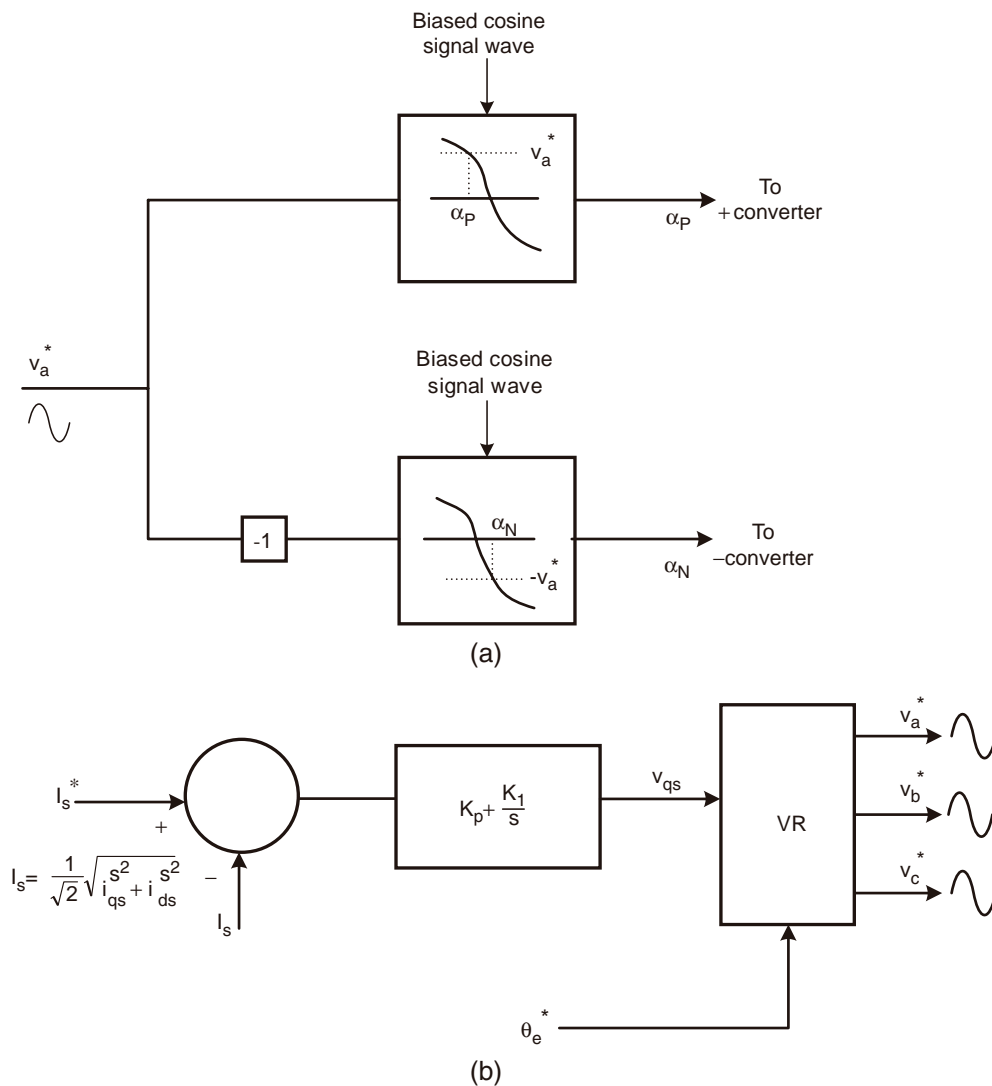 Biased cosine
signal wave
v_a^*
α_P
α_P
To
+converter
v_a^*
Biased cosine
signal wave
-1
α_N
-v_a^*
α_N
To
−converter
(a)
I_s^*
+
−
I_s
I_s= 1/√2 √(i_qs^s2 + i_ds^s2)
K_p+ K_1/s
v_qs
VR
v_a^*
v_b^*
v_c^*
θ_e^*
(b)